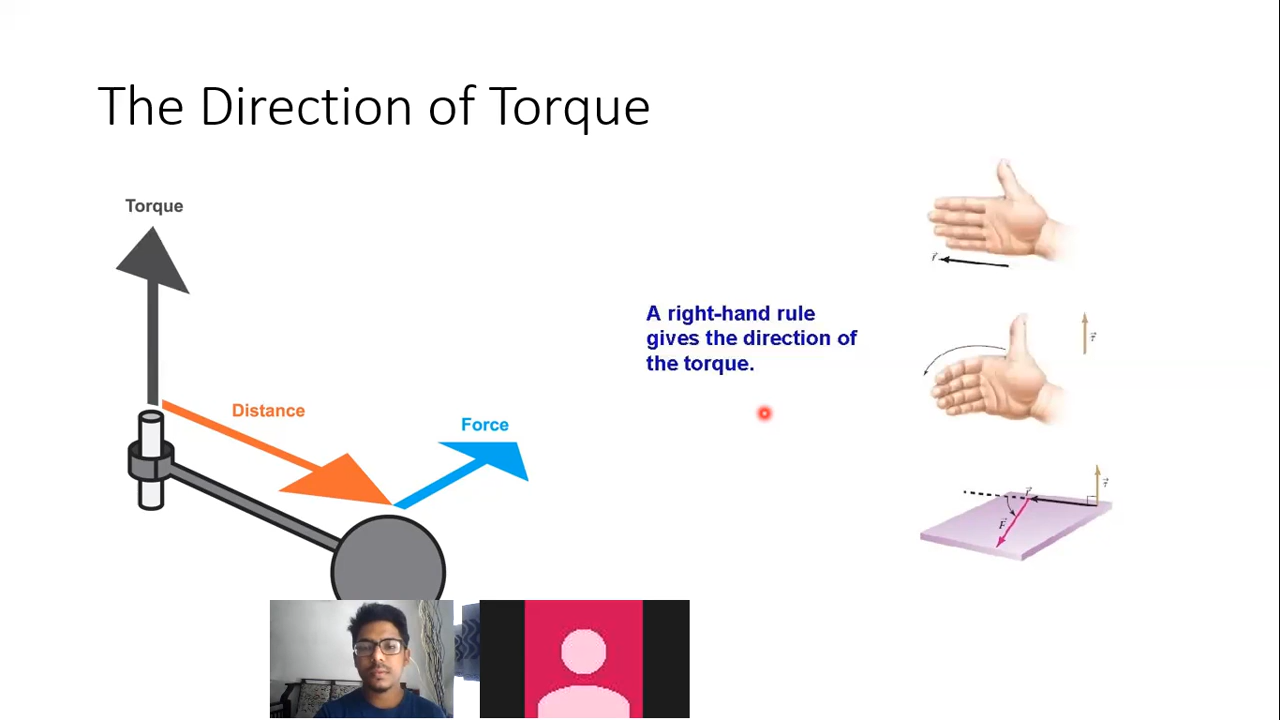 The Direction of Torque
Torque
Distance
Force
A right-hand rule
gives the direction of
the torque.
r⃗
τ⃗
τ⃗
r⃗
F⃗